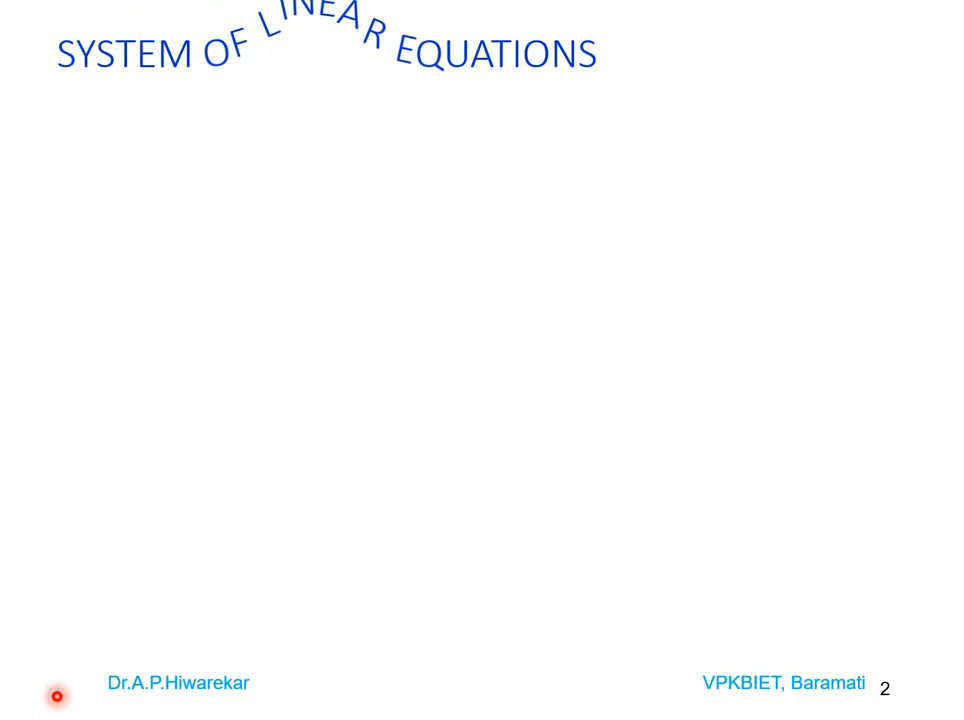 SYSTEM OF LINEAR EQUATIONS
Dr.A.P.Hiwarekar
VPKBIET, Baramati 2